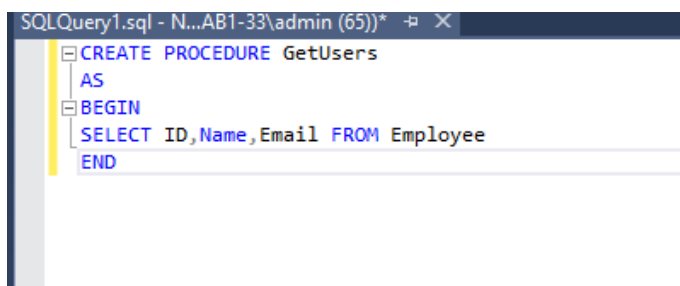 SQLQuery1.sql - N...AB1-33\admin (65))*
CREATE PROCEDURE GetUsers
AS
BEGIN
SELECT ID,Name,Email FROM Employee
END